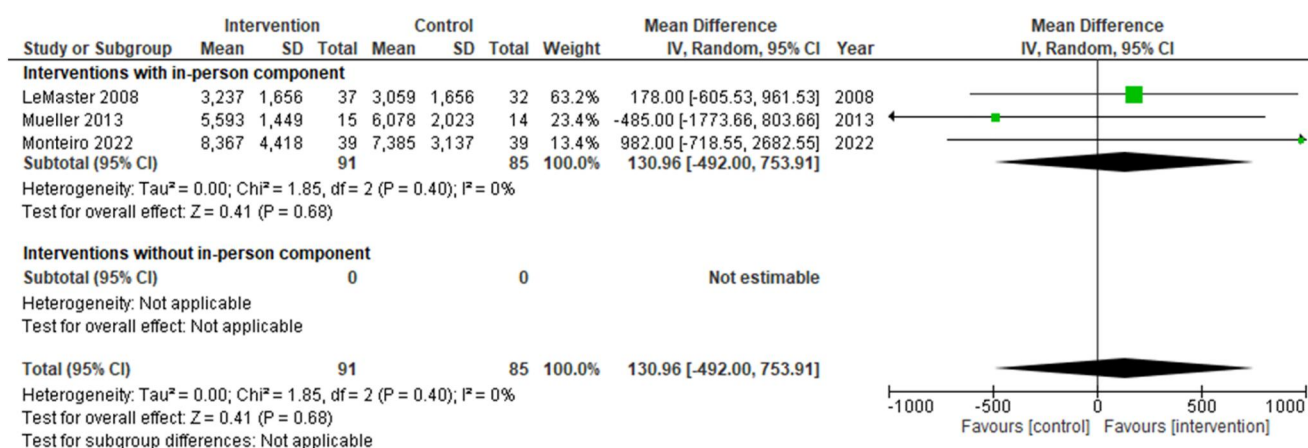 Intervention Control Mean Difference Mean Difference
Study or Subgroup Mean SD Total Mean SD Total Weight IV, Random, 95% CI Year IV, Random, 95% CI
Interventions with in-person component
LeMaster 2008 3,237 1,656 37 3,059 1,656 32 63.2% 178.00 [-605.53, 961.53] 2008
Mueller 2013 5,593 1,449 15 6,078 2,023 14 23.4% -485.00 [-1773.66, 803.66] 2013
Monteiro 2022 8,367 4,418 39 7,385 3,137 39 13.4% 982.00 [-718.55, 2682.55] 2022
Subtotal (95% CI) 91 85 100.0% 130.96 [-492.00, 753.91]
Heterogeneity: Tau² = 0.00; Chi² = 1.85, df = 2 (P = 0.40); I² = 0%
Test for overall effect: Z = 0.41 (P = 0.68)
Interventions without in-person component
Subtotal (95% CI) 0 0 Not estimable
Heterogeneity: Not applicable
Test for overall effect: Not applicable
Total (95% CI) 91 85 100.0% 130.96 [-492.00, 753.91]
Heterogeneity: Tau² = 0.00; Chi² = 1.85, df = 2 (P = 0.40); I² = 0%
Test for overall effect: Z = 0.41 (P = 0.68)
Test for subgroup differences: Not applicable
-1000 -500 0 500 1000
Favours [control] Favours [intervention]